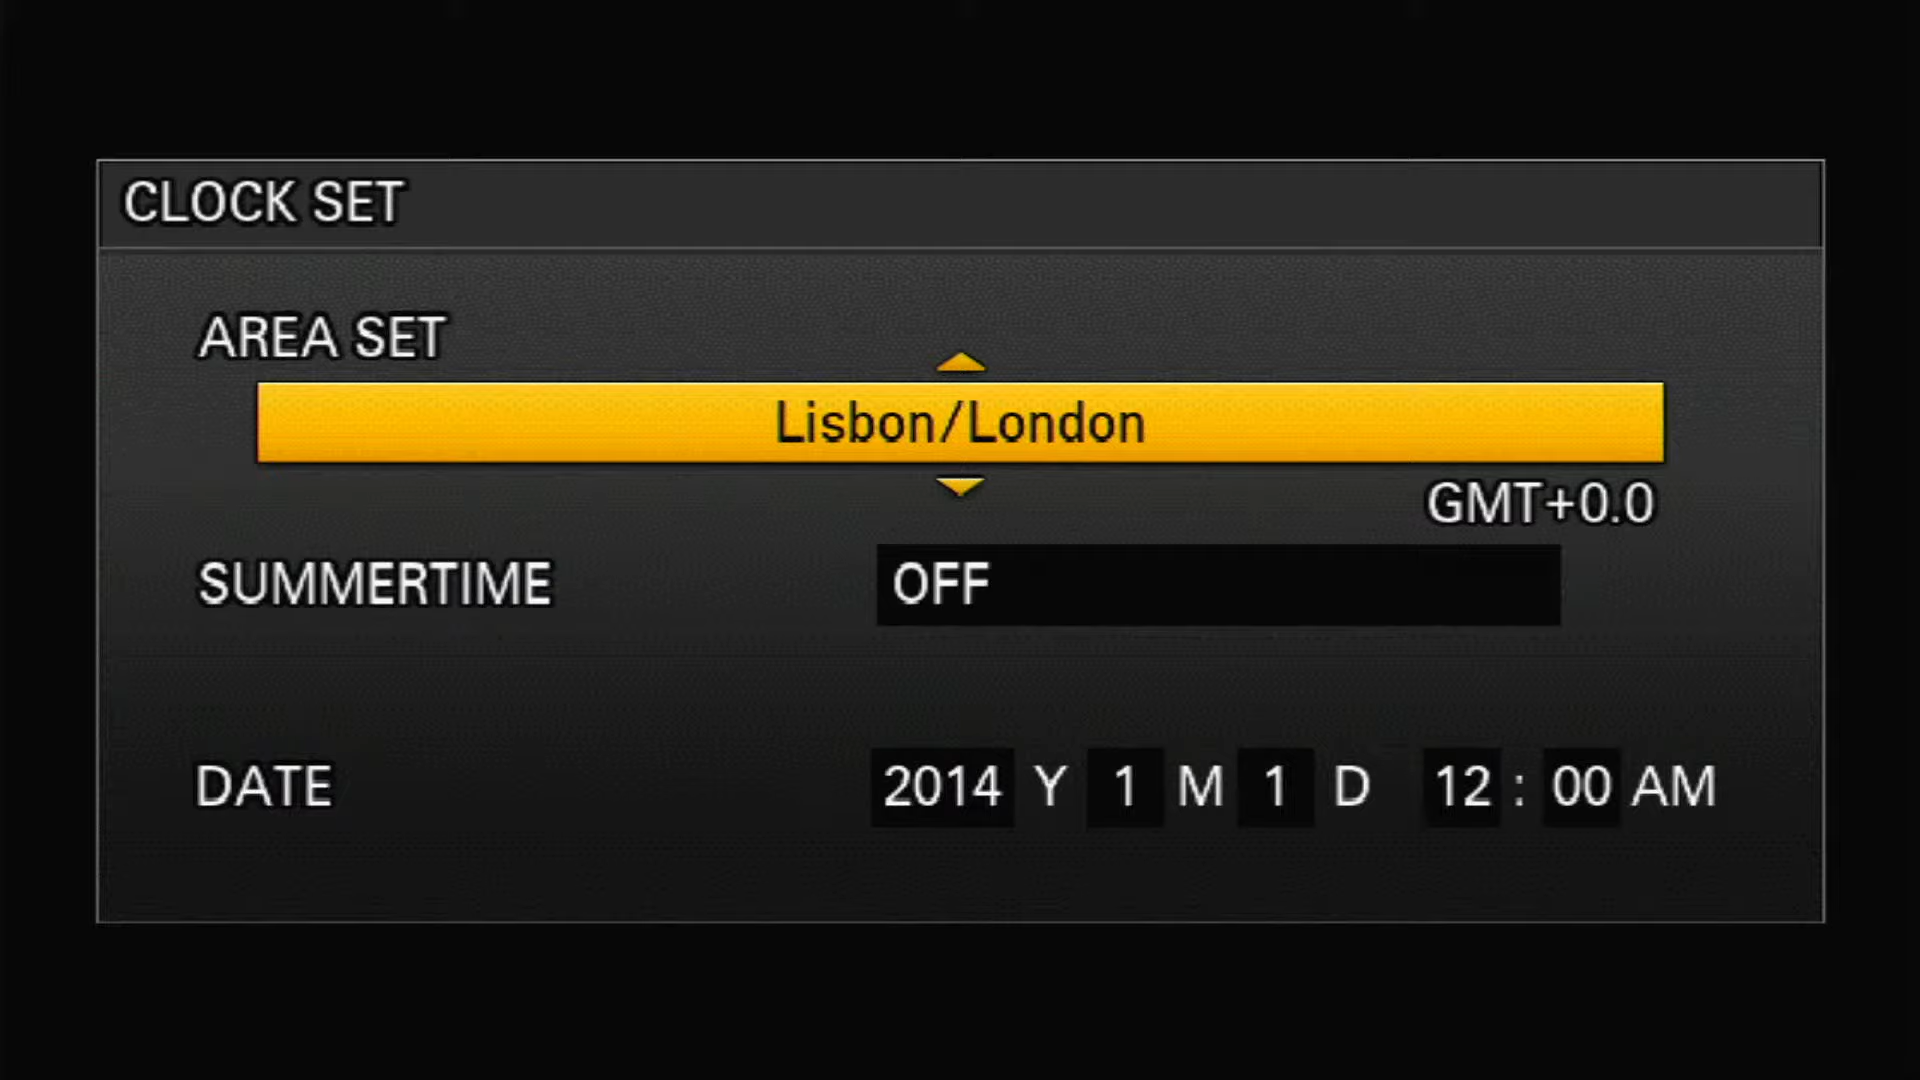 CLOCK SET
AREA SET
Lisbon/London
GMT+0.0
SUMMERTIME OFF
DATE 2014 Y 1 M 1 D 12 : 00 AM